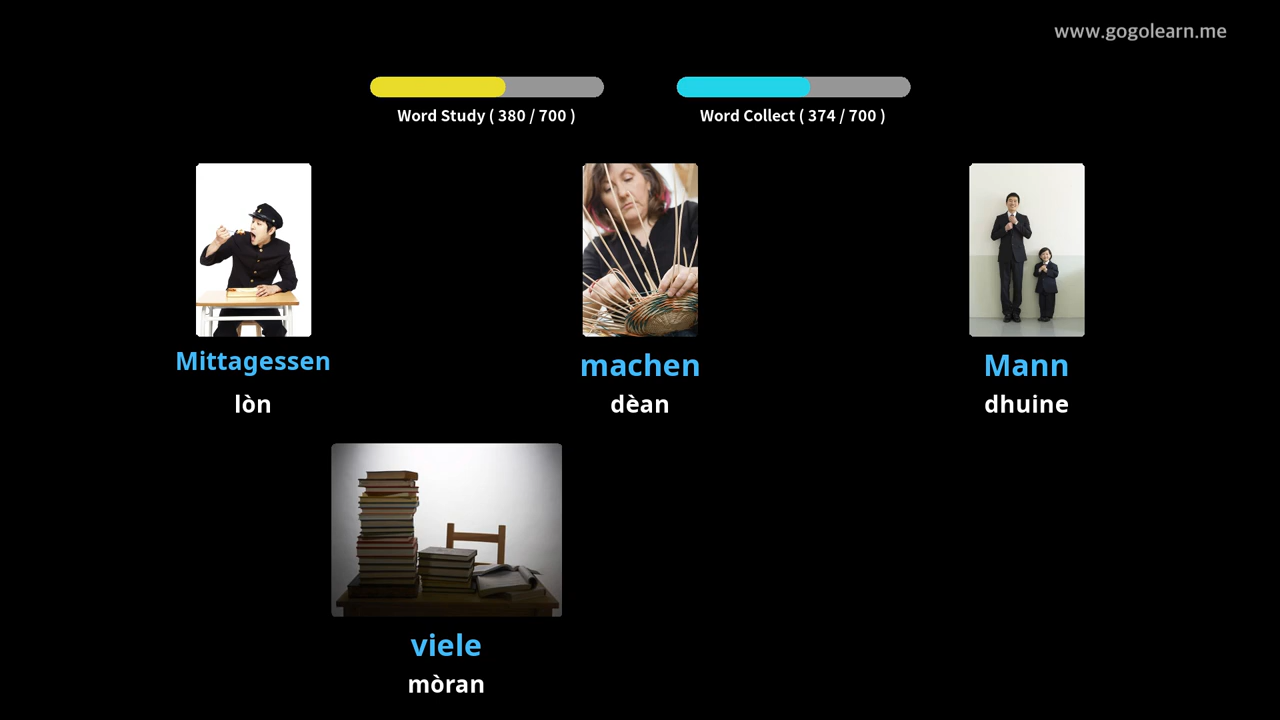 www.gogolearn.me
Word Study ( 380 / 700 )
Word Collect ( 374 / 700 )
Mittagessen
lòn
machen
dèan
Mann
dhuine
viele
mòran